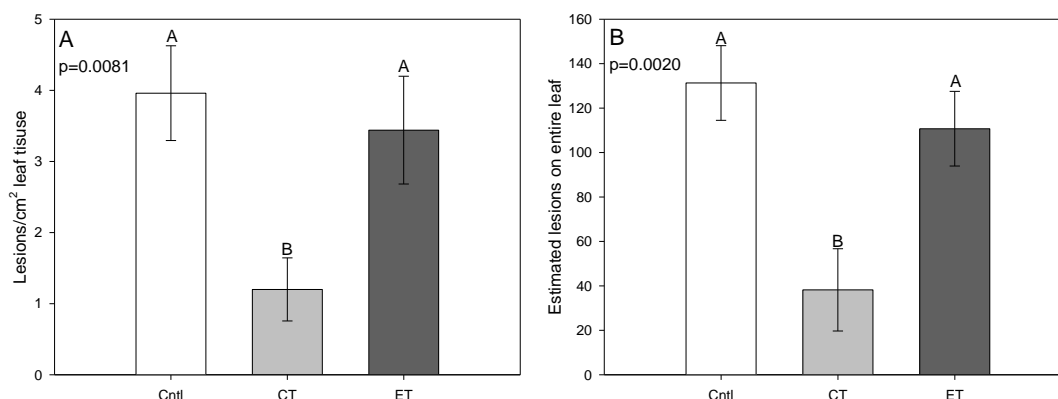 A
p=0.0081
A
B
A
5
4
3
2
1
0
Lesions/cm² leaf tisuse
Cntl
CT
ET
B
p=0.0020
A
B
A
160
140
120
100
80
60
40
20
0
Estimated lesions on entire leaf
Cntl
CT
ET